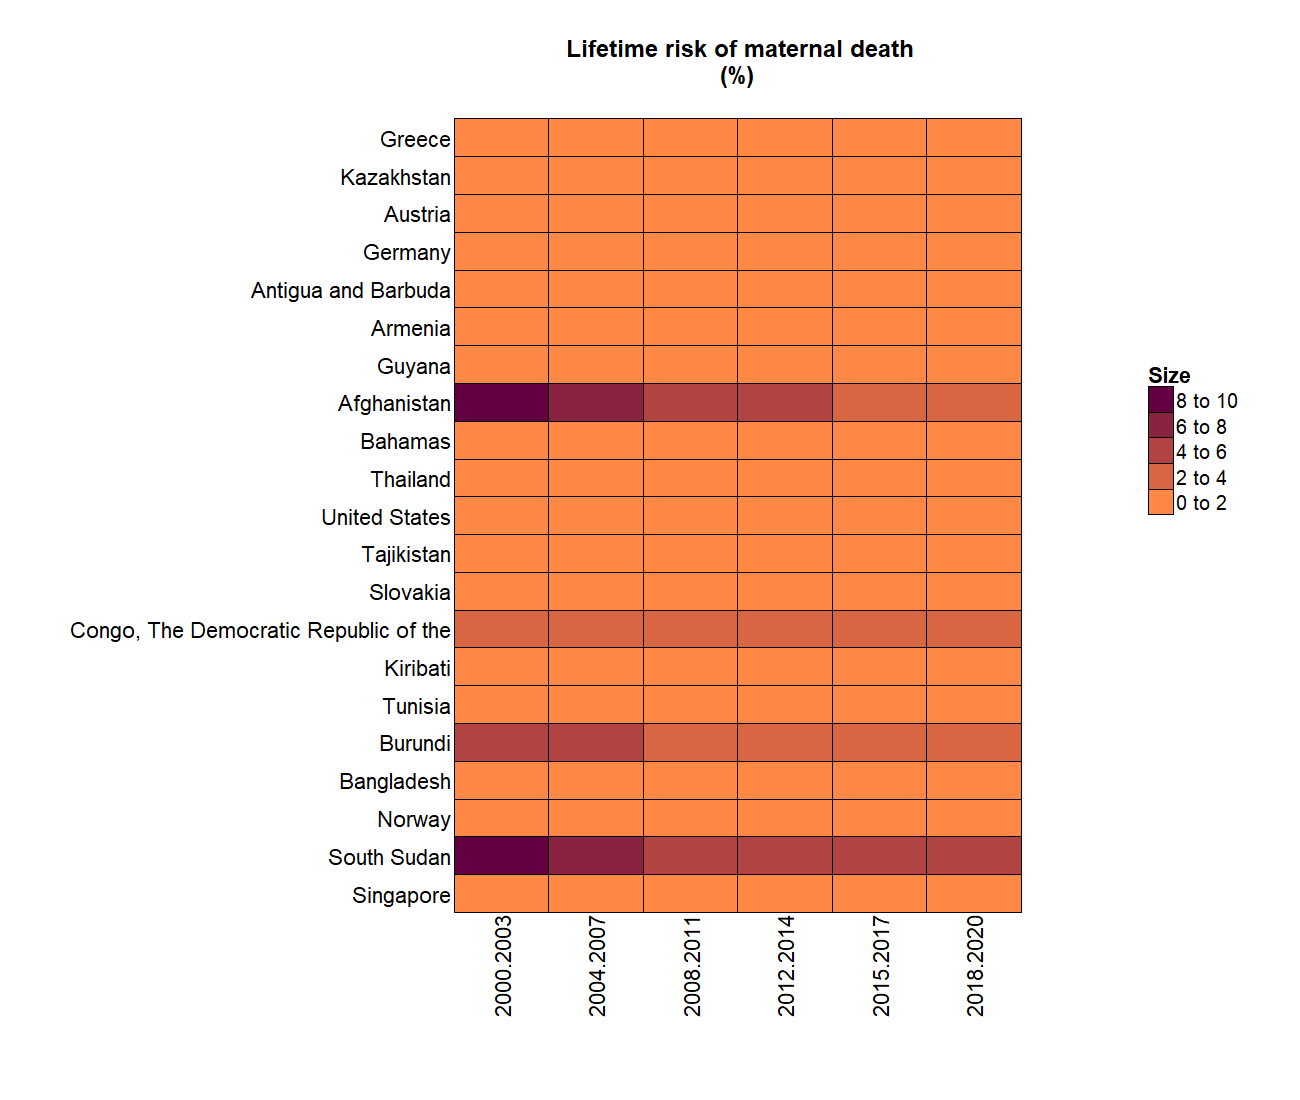 Lifetime risk of maternal death
(%)
Greece
Kazakhstan
Austria
Germany
Antigua and Barbuda
Armenia
Guyana
Afghanistan
Bahamas
Thailand
United States
Tajikistan
Slovakia
Congo, The Democratic Republic of the
Kiribati
Tunisia
Burundi
Bangladesh
Norway
South Sudan
Singapore
2000.2003
2004.2007
2008.2011
2012.2014
2015.2017
2018.2020
Size
8 to 10
6 to 8
4 to 6
2 to 4
0 to 2